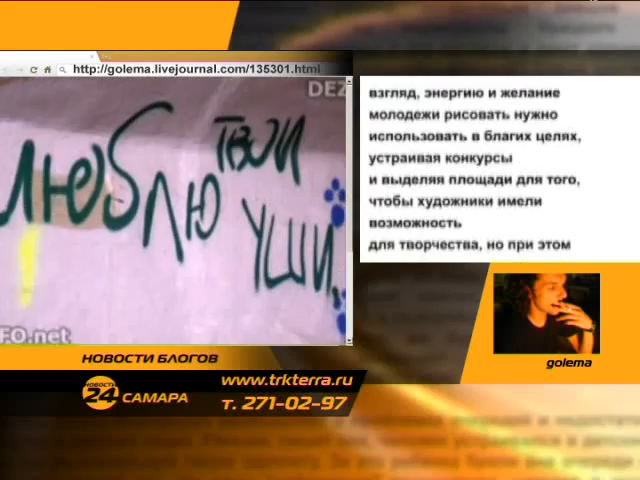 http://golema.livejournal.com/135301.html
DEZ
люблю твои
уши
FO.net
взгляд, энергию и желание
молодежи рисовать нужно
использовать в благих целях,
устраивая конкурсы
и выделяя площади для того,
чтобы художники имели
возможность
для творчества, но при этом
golema
НОВОСТИ БЛОГОВ
НОВОСТИ
24 САМАРА
www.trkterra.ru
т. 271-02-97